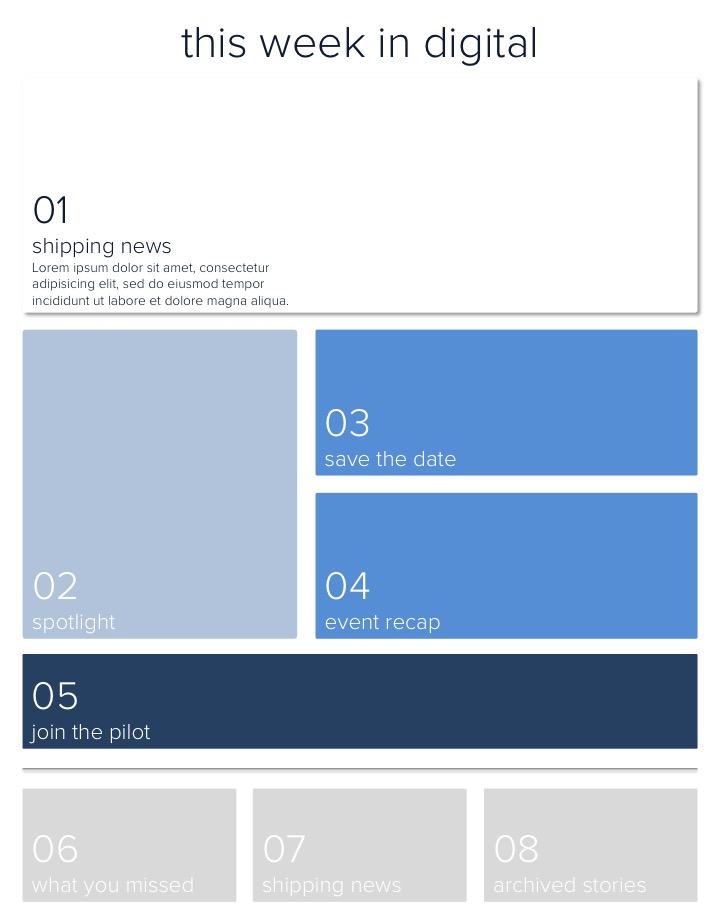 this week in digital
01
shipping news
Lorem ipsum dolor sit amet, consectetur
adipisicing elit, sed do eiusmod tempor
incididunt ut labore et dolore magna aliqua.
02
spotlight
03
save the date
04
event recap
05
join the pilot
06
what you missed
07
shipping news
08
archived stories